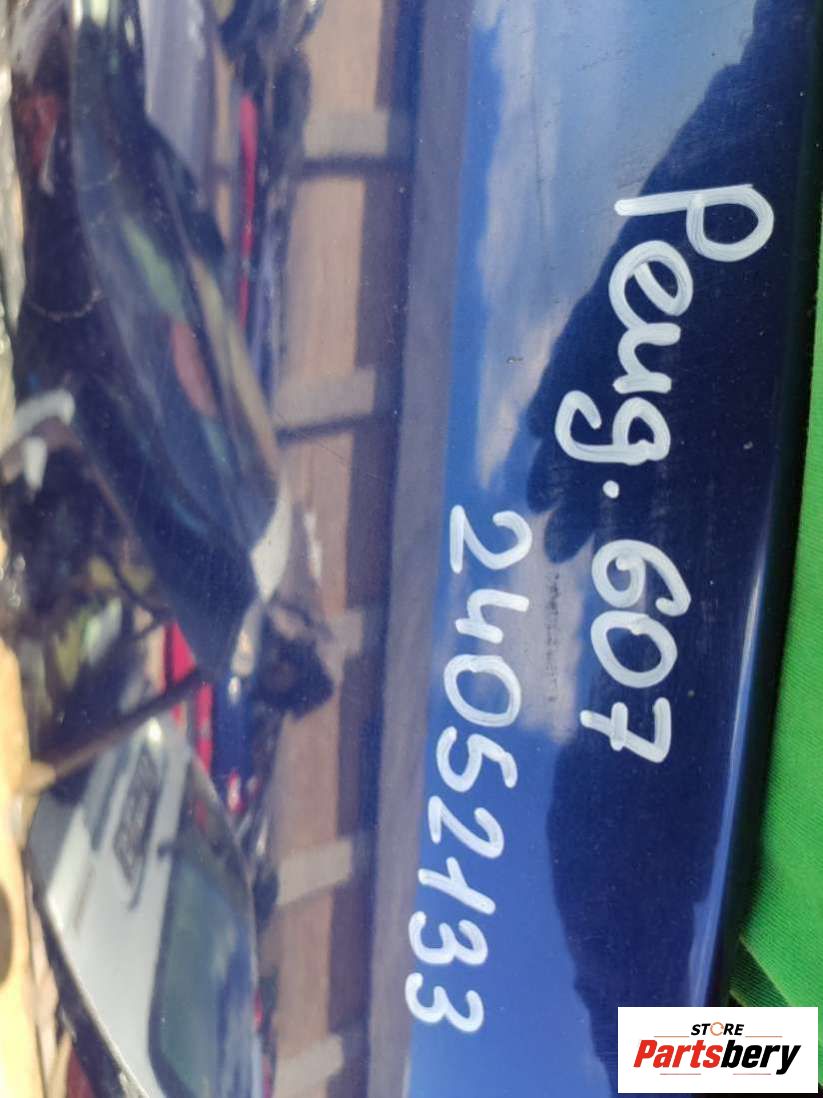 Peug. 607
24052133
STORE
Partsbery